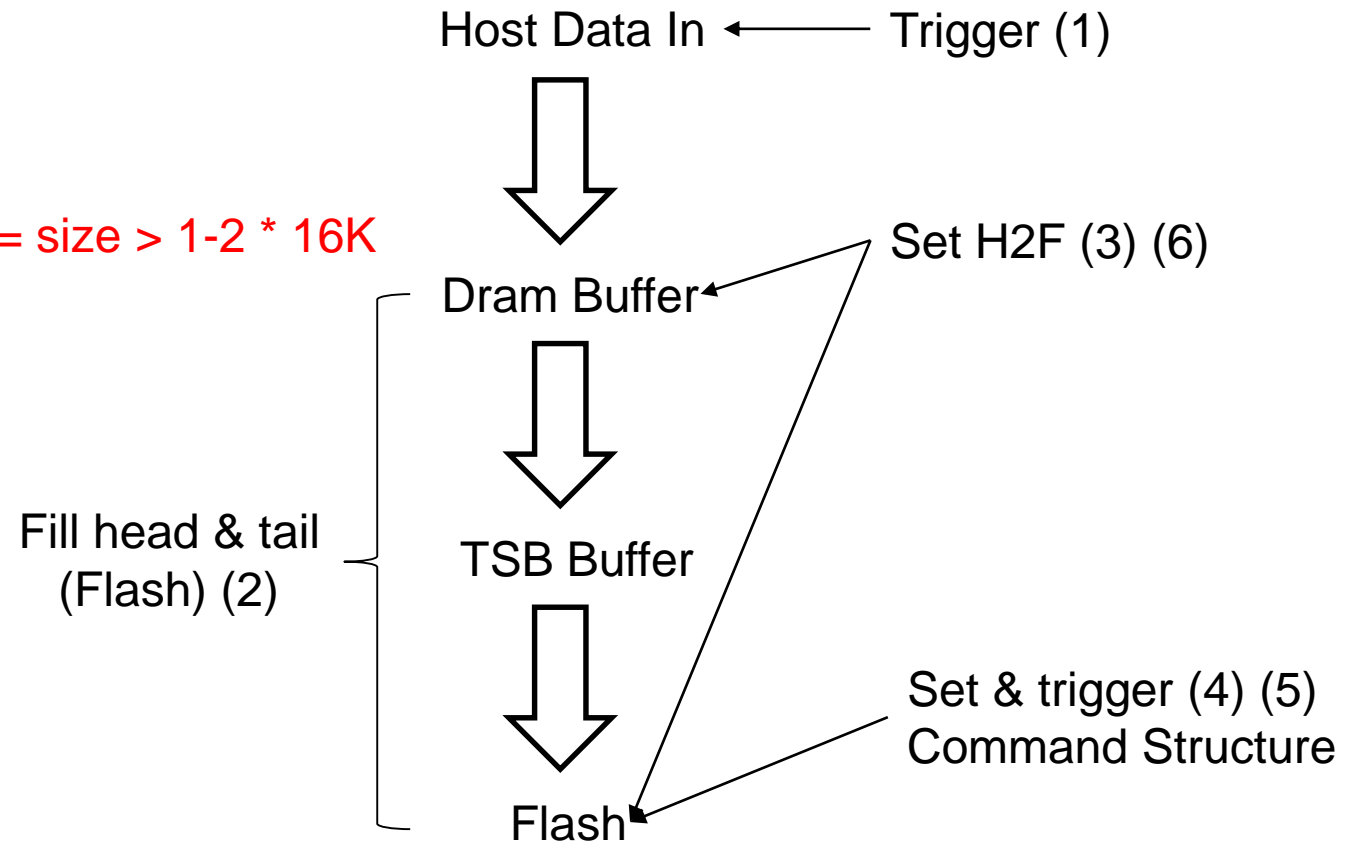 Host Data In
Trigger (1)
= size > 1-2 * 16K
Set H2F (3) (6)
Dram Buffer
Fill head & tail
(Flash) (2)
TSB Buffer
Set & trigger (4) (5)
Command Structure
Flash